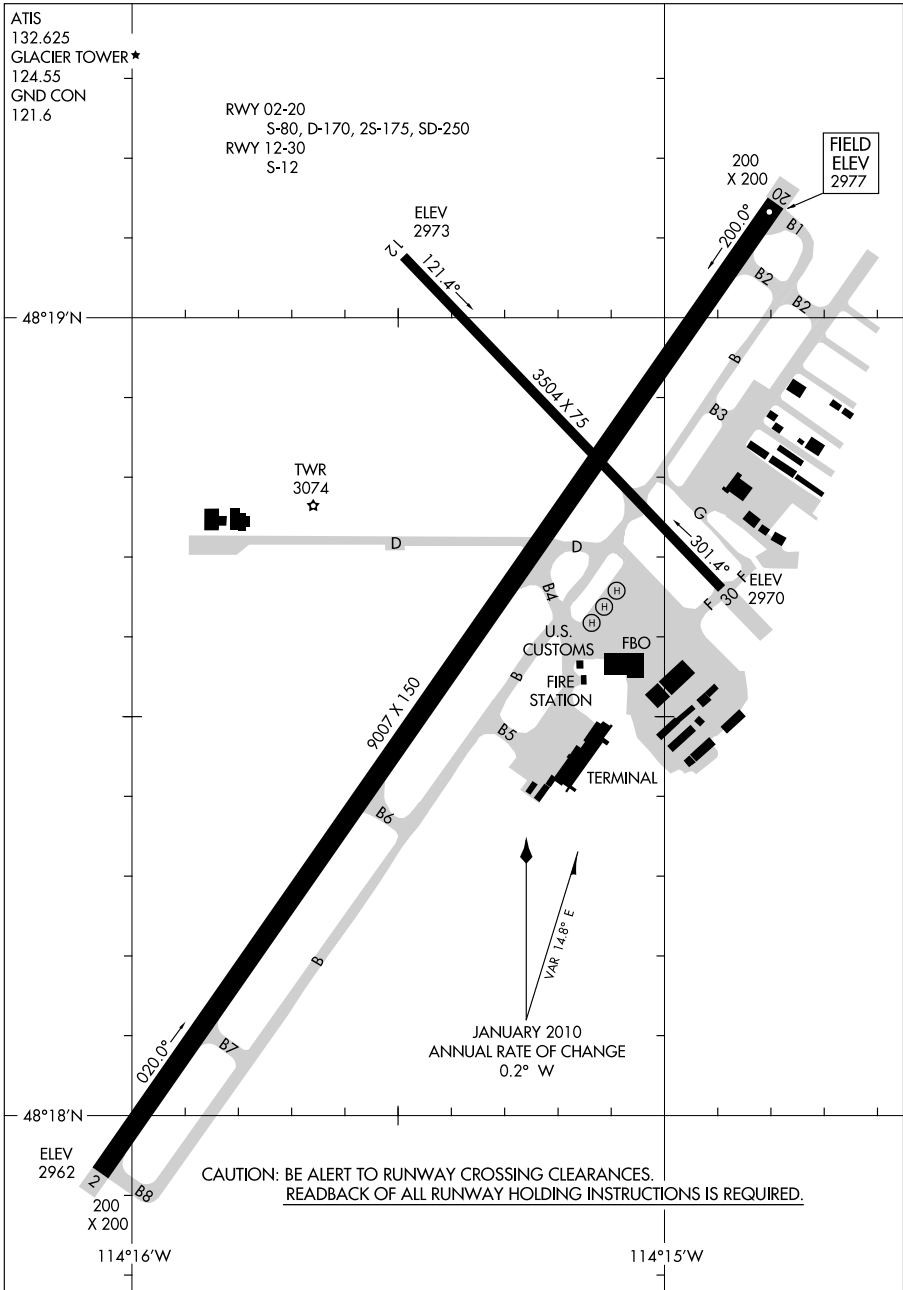 ATIS
132.625
GLACIER TOWER
124.55
GND CON
121.6
RWY 02-20
S-80, D-170, 2S-175, SD-250
RWY 12-30
S-12
FIELD
ELEV
2977
200
X 200
20
200.0°
B1
B2
B2
ELEV
2973
12
121.4°
48°19'N
3504 X 75
B
B3
TWR
3074
G
D
D
301.4°
F
30
F
ELEV
2970
B4
H
H
H
U.S.
CUSTOMS
FBO
FIRE
STATION
B
9007 X 150
B5
TERMINAL
B6
VAR 14.8° E
B
JANUARY 2010
ANNUAL RATE OF CHANGE
0.2° W
020.0°
B7
48°18'N
ELEV
2962
2
B8
200
X 200
CAUTION: BE ALERT TO RUNWAY CROSSING CLEARANCES.
READBACK OF ALL RUNWAY HOLDING INSTRUCTIONS IS REQUIRED.
114°16'W
114°15'W